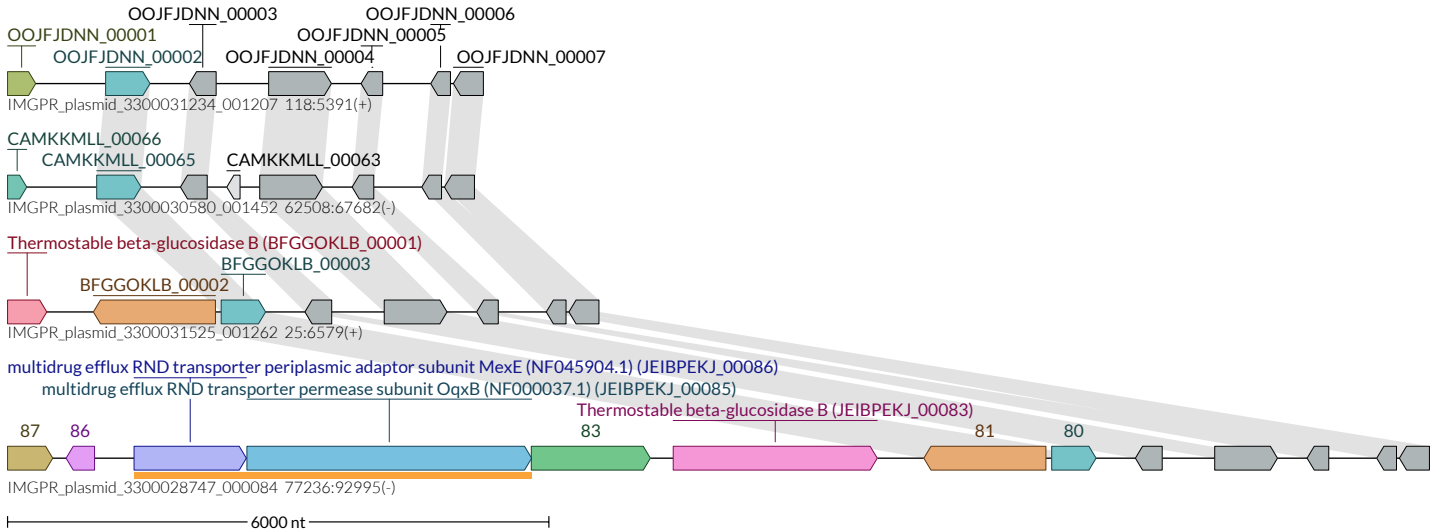 OOJFJDNN_00003 OOJFJDNN_00006
OOJFJDNN_00001 OOJFJDNN_00005
OOJFJDNN_00002 OOJFJDNN_00004 OOJFJDNN_00007
IMGPR_plasmid_3300031234_001207 118:5391(+)
CAMKKMLL_00066
CAMKKMLL_00065 CAMKKMLL_00063
IMGPR_plasmid_3300030580_001452 62508:67682(-)
Thermostable beta-glucosidase B (BFGGOKLB_00001)
BFGGOKLB_00003
BFGGOKLB_00002
IMGPR_plasmid_3300031525_001262 25:6579(+)
multidrug efflux RND transporter periplasmic adaptor subunit MexE (NF045904.1) (JEIBPEKJ_00086)
multidrug efflux RND transporter permease subunit OqxB (NF000037.1) (JEIBPEKJ_00085)
Thermostable beta-glucosidase B (JEIBPEKJ_00083)
87 86 83 81 80
IMGPR_plasmid_3300028747_000084 77236:92995(-)
6000 nt